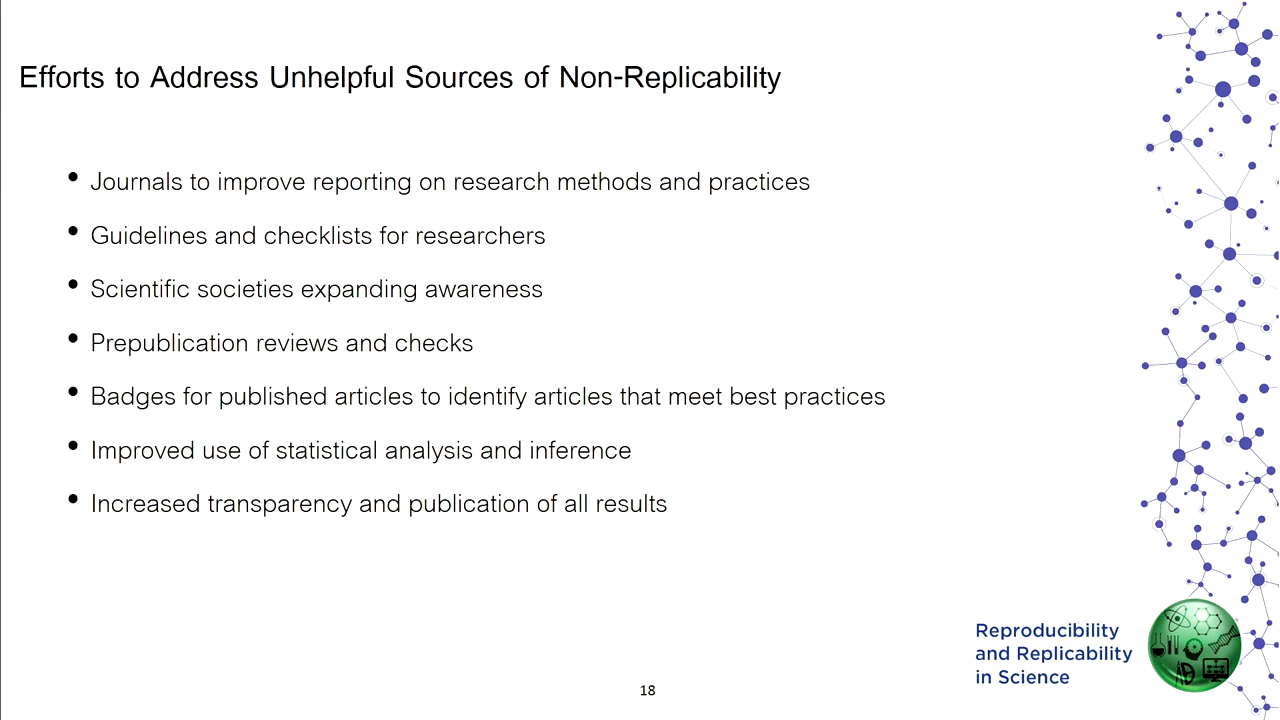 Efforts to Address Unhelpful Sources of Non-Replicability
• Journals to improve reporting on research methods and practices
• Guidelines and checklists for researchers
• Scientific societies expanding awareness
• Prepublication reviews and checks
• Badges for published articles to identify articles that meet best practices
• Improved use of statistical analysis and inference
• Increased transparency and publication of all results
Reproducibility
and Replicability
in Science
18